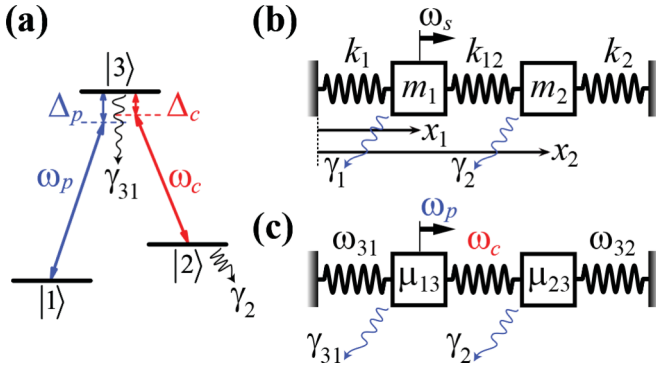 (a)
|3⟩
Δp
Δc
ωp
γ31
ωc
|2⟩
γ2
|1⟩
(b)
ωs
k1
k12
k2
m1
m2
x1
x2
γ1
γ2
(c)
ωp
ω31
ωc
ω32
μ13
μ23
γ31
γ2